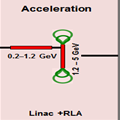 Acceleration
0.2–1.2 GeV
1.2–5 GeV
Linac +RLA